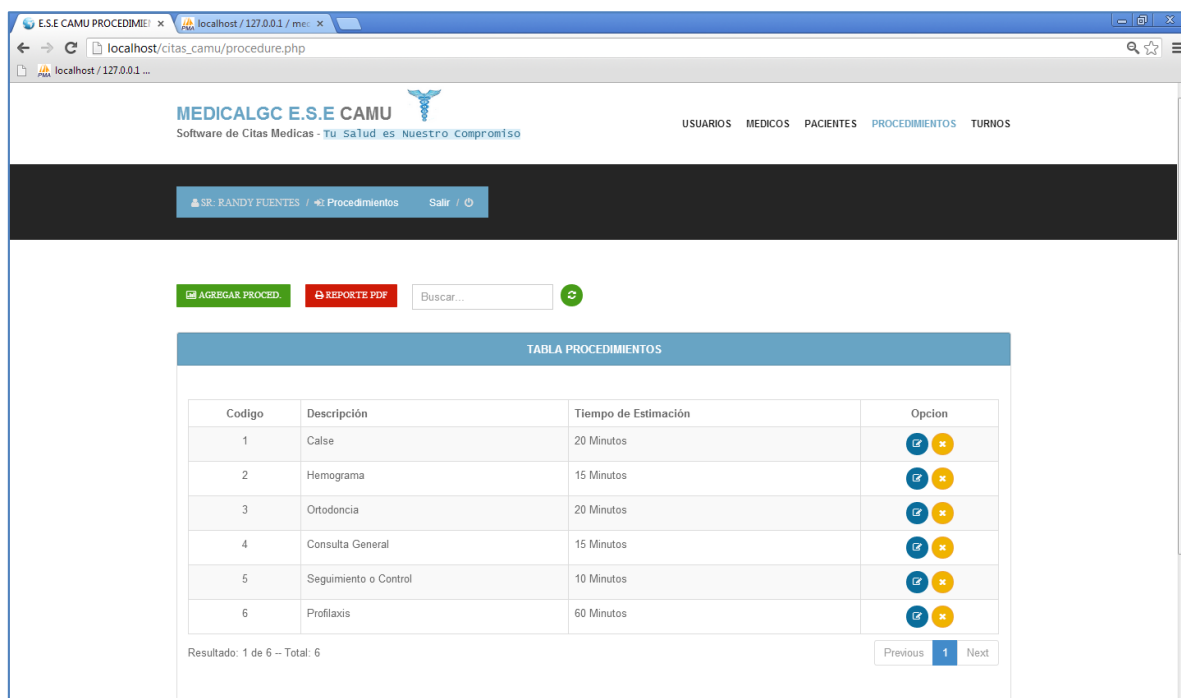 E.S.E CAMU PROCEDIMIEN
localhost / 127.0.0.1 / mec
localhost/citas_camu/procedure.php
localhost / 127.0.0.1 ...
MEDICALGC E.S.E CAMU
Software de Citas Medicas - Tu Salud es Nuestro Compromiso
USUARIOS MEDICOS PACIENTES PROCEDIMIENTOS TURNOS
SR: RANDY FUENTES / Procedimientos Salir /
AGREGAR PROCED. REPORTE PDF Buscar...
TABLA PROCEDIMIENTOS
Codigo Descripción Tiempo de Estimación Opcion
1 Calse 20 Minutos
2 Hemograma 15 Minutos
3 Ortodoncia 20 Minutos
4 Consulta General 15 Minutos
5 Seguimiento o Control 10 Minutos
6 Profilaxis 60 Minutos
Resultado: 1 de 6 -- Total: 6 Previous 1 Next